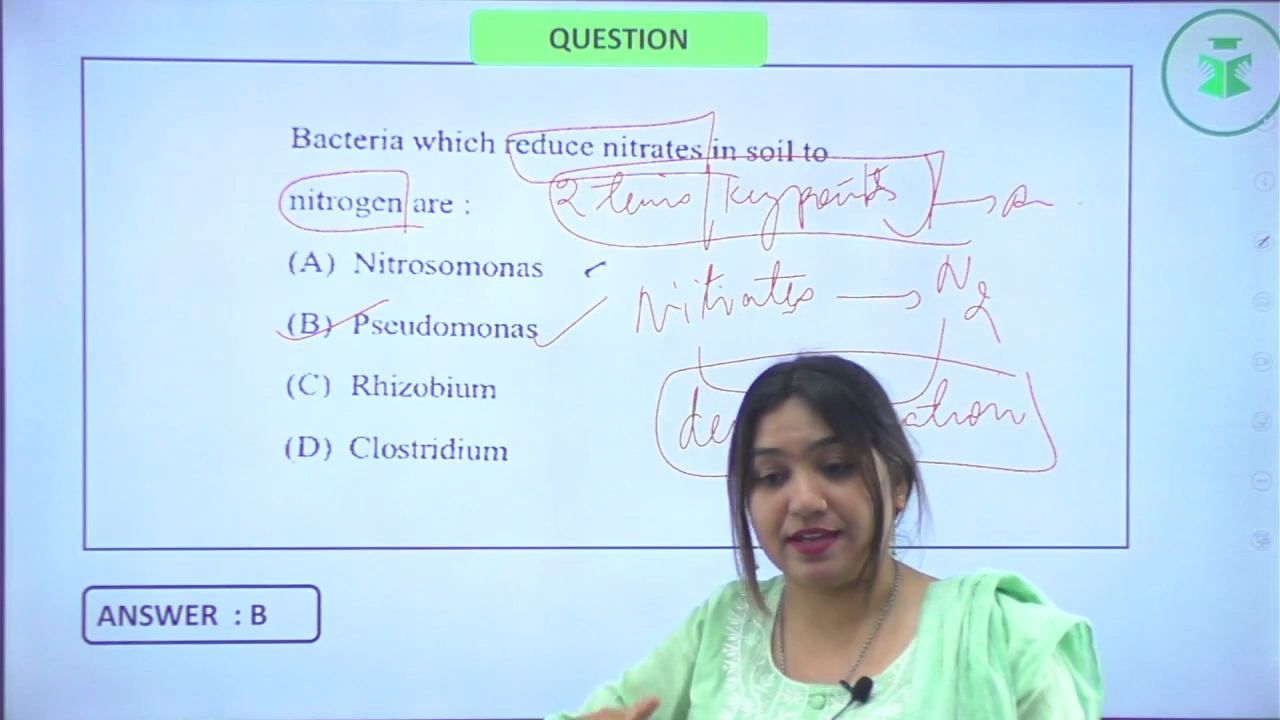 QUESTION
Bacteria which reduce nitrates in soil to
nitrogen are :
2 terms key points
(A) Nitrosomonas
Nitrates → N2
(B) Pseudomonas
(C) Rhizobium
(D) Clostridium
ANSWER : B